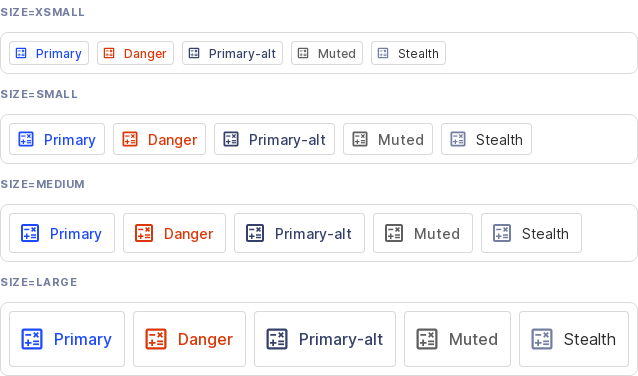 SIZE=XSMALL
Primary Danger Primary-alt Muted Stealth
SIZE=SMALL
Primary Danger Primary-alt Muted Stealth
SIZE=MEDIUM
Primary Danger Primary-alt Muted Stealth
SIZE=LARGE
Primary Danger Primary-alt Muted Stealth